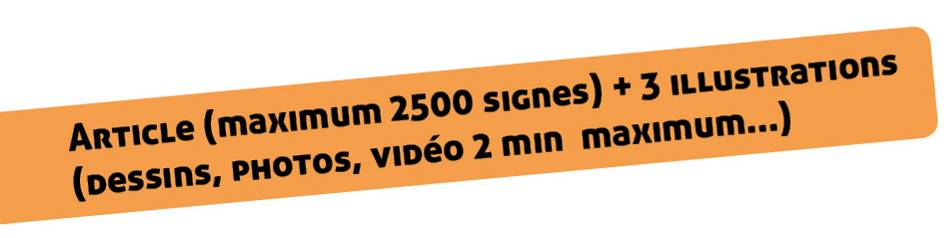 Article (maximum 2500 signes) + 3 illustrations
(dessins, photos, vidéo 2 min maximum...)